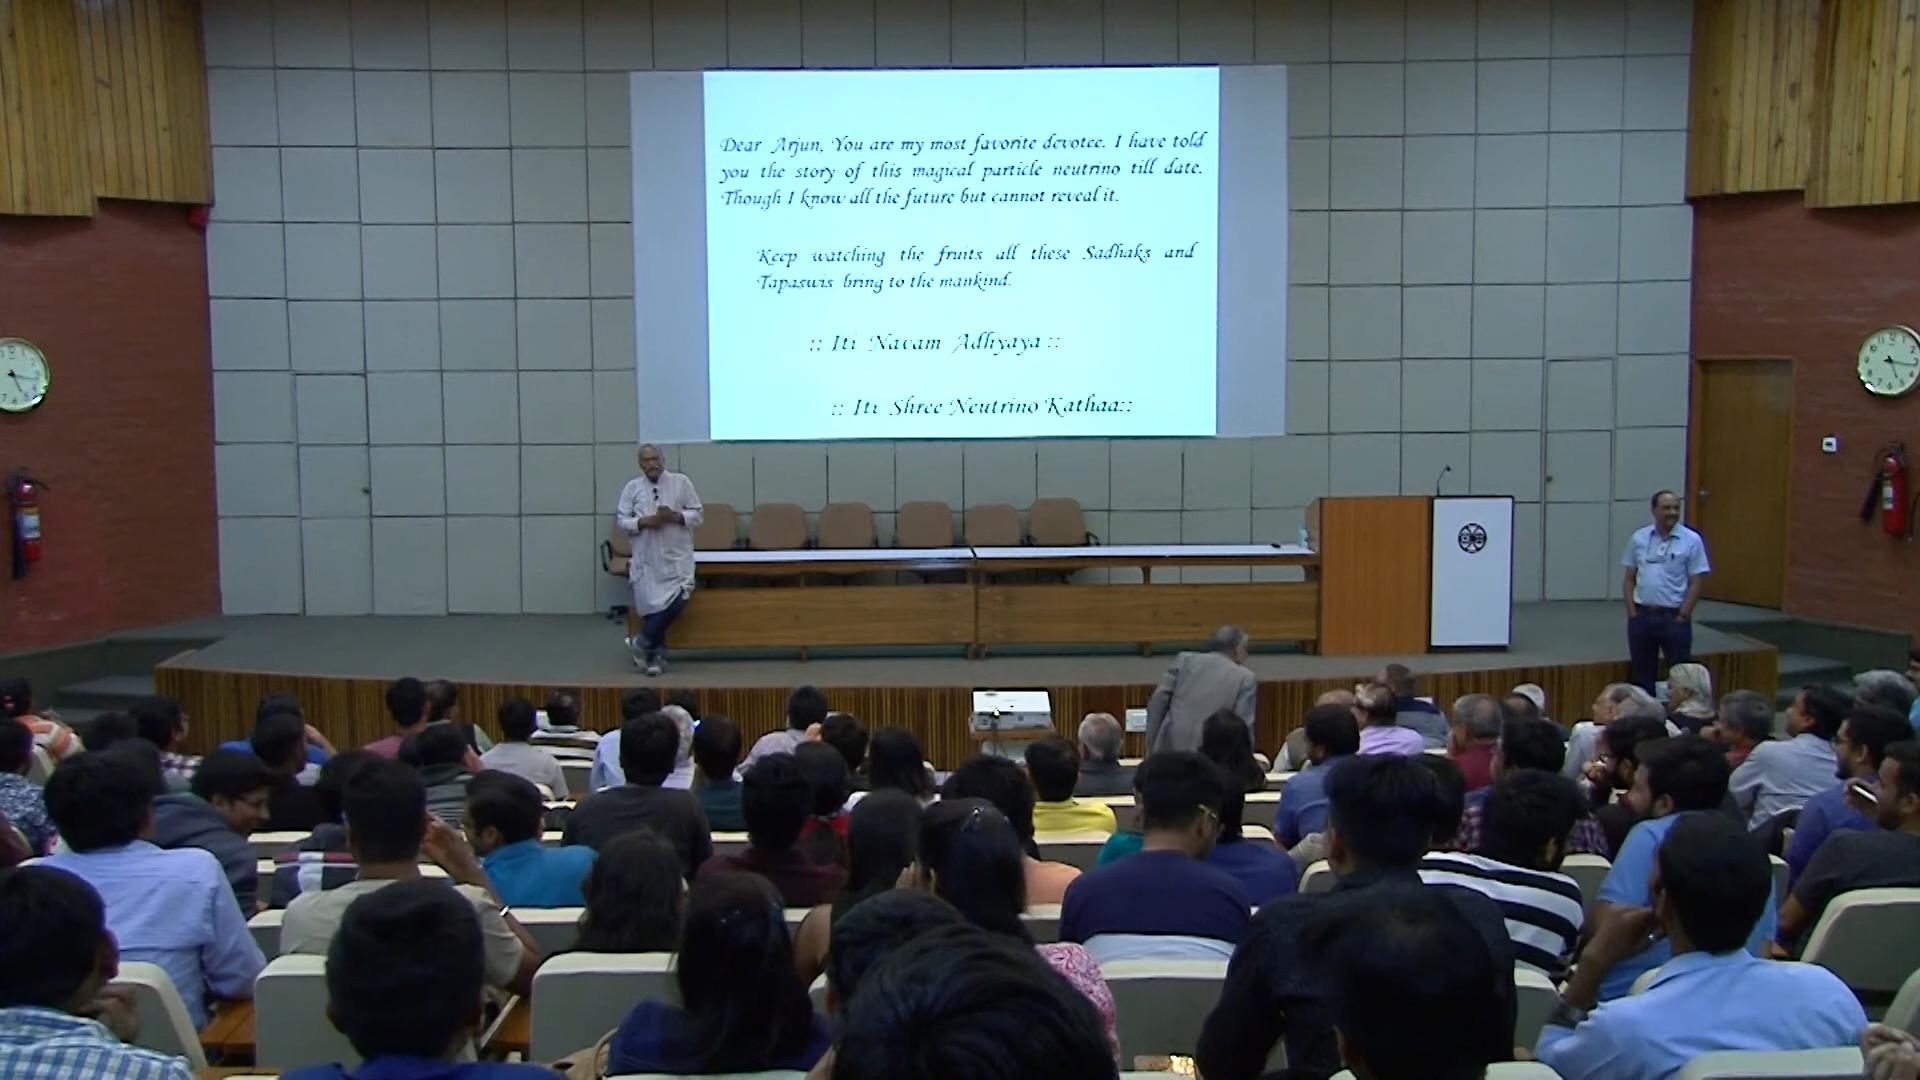 Dear Arjun, You are my most favorite devotee. I have told
you the story of this magical particle neutrino till date.
Though I know all the future but cannot reveal it.
Keep watching the fruits all these Sadhaks and
Tapaswis bring to the mankind.
:: Iti Navam Adhyaya ::
:: Iti Shree Neutrino Kathaa::